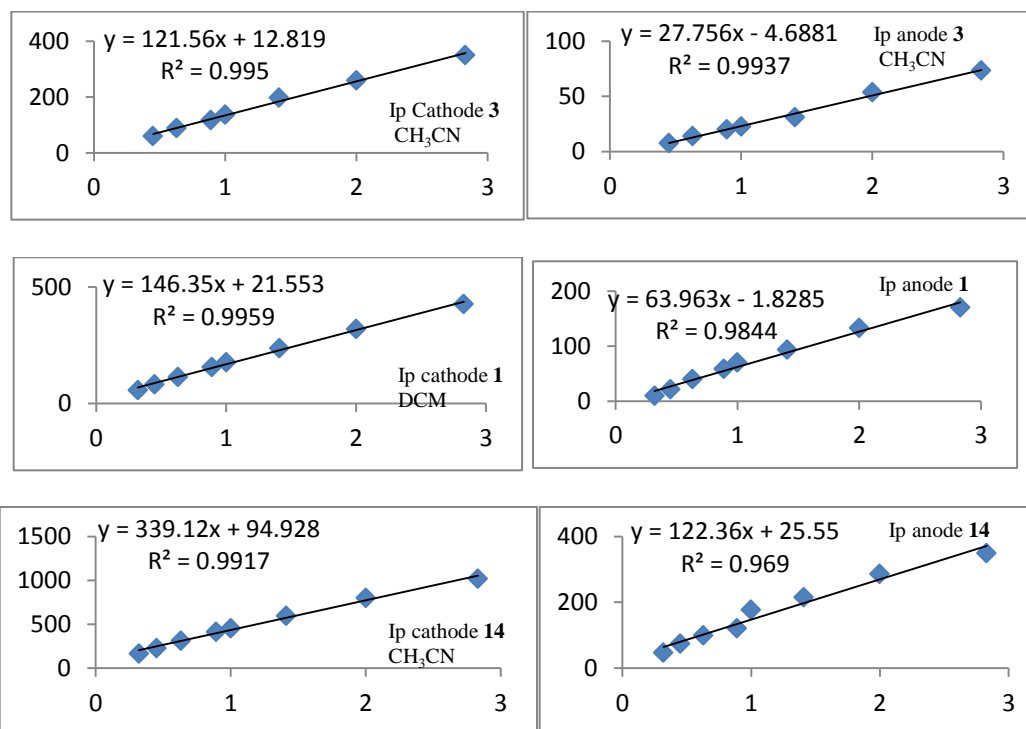 y = 121.56x + 12.819
R² = 0.995
Ip Cathode 3
CH₃CN
400
200
0
0 1 2 3
y = 27.756x - 4.6881
R² = 0.9937
Ip anode 3
CH₃CN
100
50
0
0 1 2 3
y = 146.35x + 21.553
R² = 0.9959
Ip cathode 1
DCM
500
0
0 1 2 3
y = 63.963x - 1.8285
R² = 0.9844
Ip anode 1
200
100
0
0 1 2 3
y = 339.12x + 94.928
R² = 0.9917
Ip cathode 14
CH₃CN
1500
1000
500
0
0 1 2 3
y = 122.36x + 25.55
R² = 0.969
Ip anode 14
400
200
0
0 1 2 3